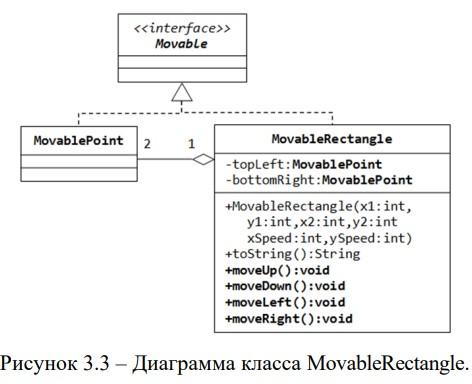 <<interface>>
Movable
MovablePoint
2
1
MovableRectangle
-topLeft:MovablePoint
-bottomRight:MovablePoint
+MovableRectangle(x1:int,
y1:int,x2:int,y2:int
xSpeed:int,ySpeed:int)
+toString():String
+moveUp():void
+moveDown():void
+moveLeft():void
+moveRight():void
Рисунок 3.3 – Диаграмма класса MovableRectangle.